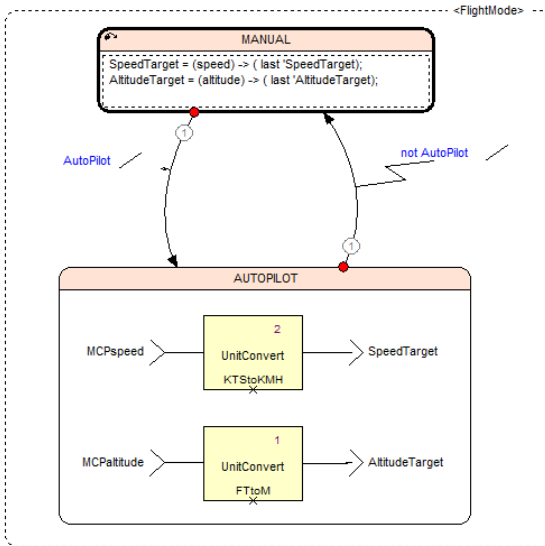 <FlightMode>
MANUAL
SpeedTarget = (speed) -> ( last 'SpeedTarget);
AltitudeTarget = (altitude) -> ( last 'AltitudeTarget);
1
AutoPilot
not AutoPilot
1
AUTOPILOT
2
MCPspeed
UnitConvert
SpeedTarget
KTStoKMH
1
MCPaltitude
UnitConvert
AltitudeTarget
FTtoM